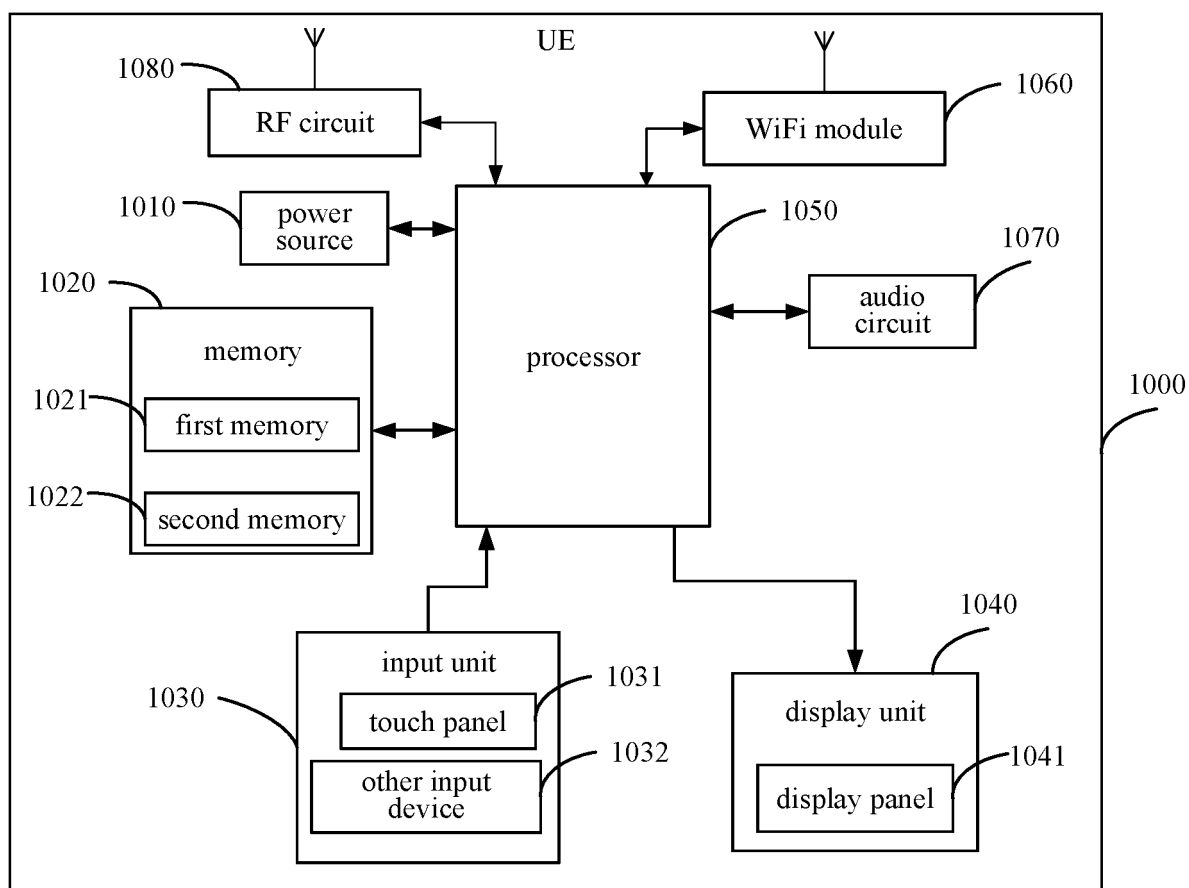 UE
1080
RF circuit
WiFi module
1060
1010
power
source
1050
1070
1020
audio
circuit
memory
processor
1000
1021
first memory
1022
second memory
1040
input unit
1031
1030
touch panel
display unit
1032
other input
device
1041
display panel